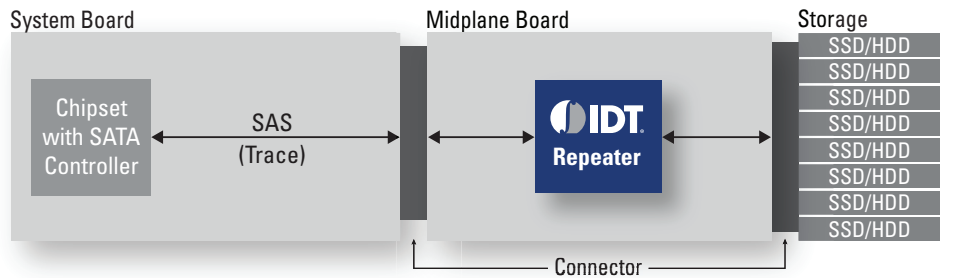 System Board
Midplane Board
Storage
Chipset
with SATA
Controller
SAS
(Trace)
IDT.
Repeater
SSD/HDD
SSD/HDD
SSD/HDD
SSD/HDD
SSD/HDD
SSD/HDD
SSD/HDD
SSD/HDD
Connector